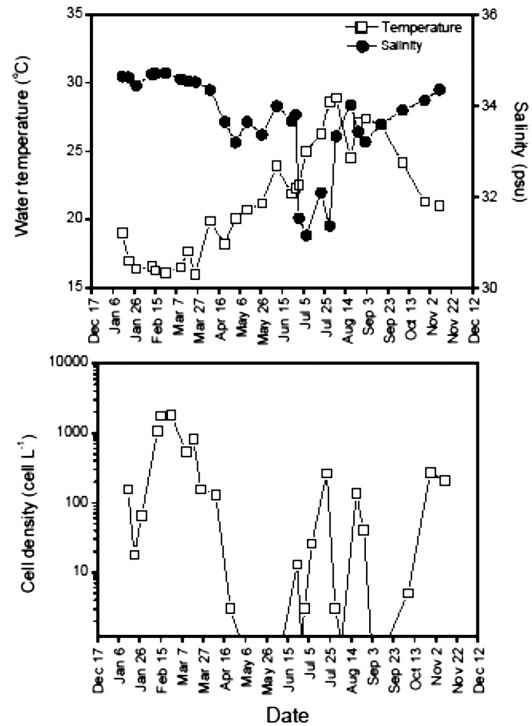 Temperature
Salinity
Water temperature (°C)
35
30
25
20
15
Salinity (psu)
36
34
32
30
Dec 17
Jan 6
Jan 26
Feb 15
Mar 7
Mar 27
Apr 16
May 6
May 26
Jun 15
Jul 5
Jul 25
Aug 14
Sep 3
Sep 23
Oct 13
Nov 2
Nov 22
Dec 12
Cell density (cell L⁻¹)
10000
1000
100
10
Dec 17
Jan 6
Jan 26
Feb 15
Mar 7
Mar 27
Apr 16
May 6
May 26
Jun 15
Jul 5
Jul 25
Aug 14
Sep 3
Sep 23
Oct 13
Nov 2
Nov 22
Dec 12
Date